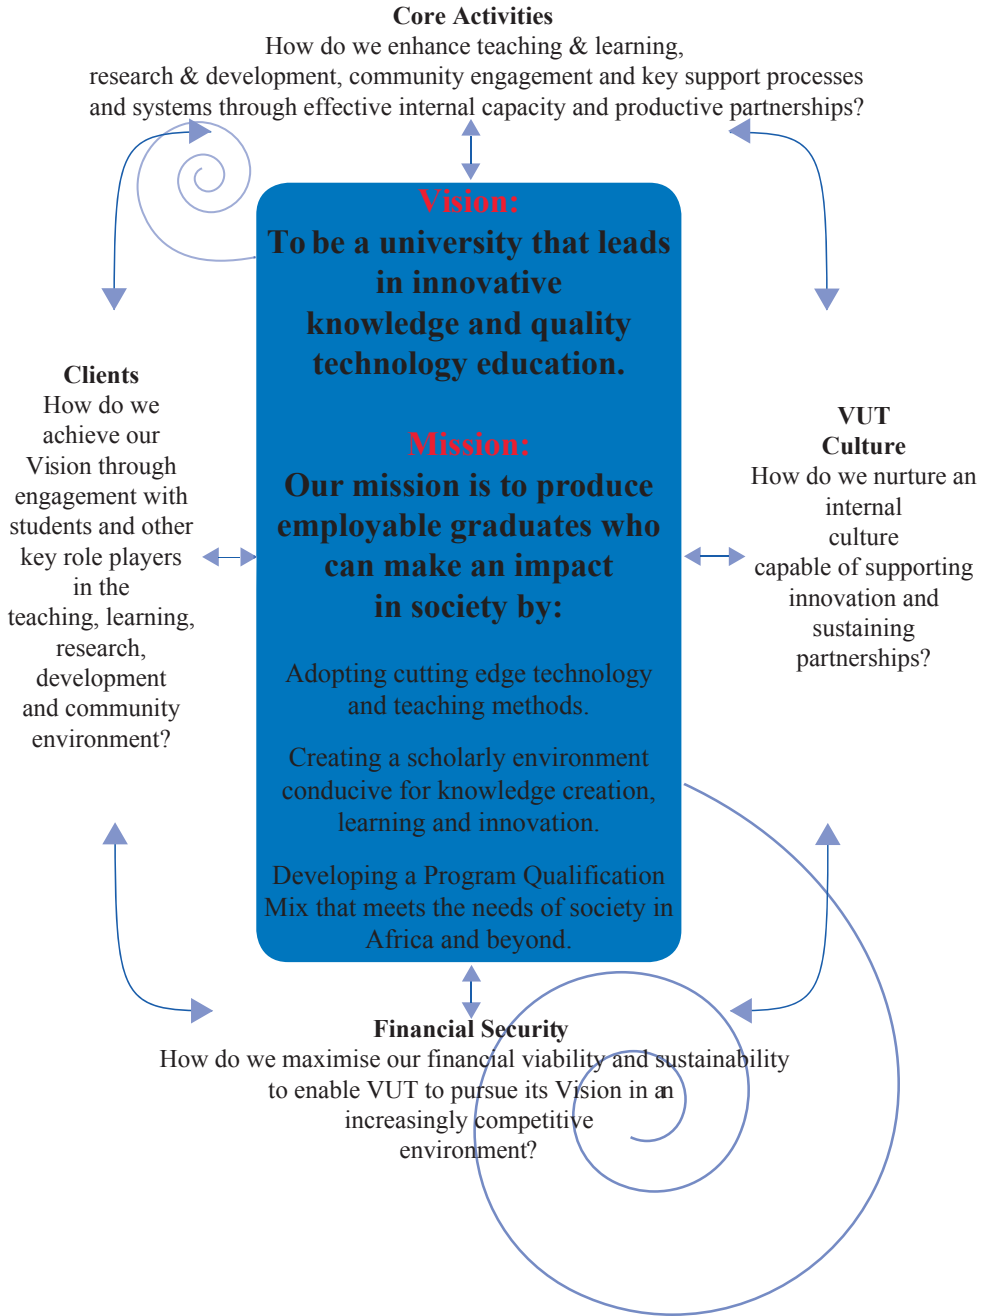 Core Activities
How do we enhance teaching & learning,
research & development, community engagement and key support processes
and systems through effective internal capacity and productive partnerships?
Vision:
To be a university that leads
in innovative
knowledge and quality
technology education.
Mission:
Our mission is to produce
employable graduates who
can make an impact
in society by:
Adopting cutting edge technology
and teaching methods.
Creating a scholarly environment
conducive for knowledge creation,
learning and innovation.
Developing a Program Qualification
Mix that meets the needs of society in
Africa and beyond.
Clients
How do we
achieve our
Vision through
engagement with
students and other
key role players
in the
teaching, learning,
research,
development
and community
environment?
VUT
Culture
How do we nurture an
internal
culture
capable of supporting
innovation and
sustaining
partnerships?
Financial Security
How do we maximise our financial viability and sustainability
to enable VUT to pursue its Vision in an
increasingly competitive
environment?